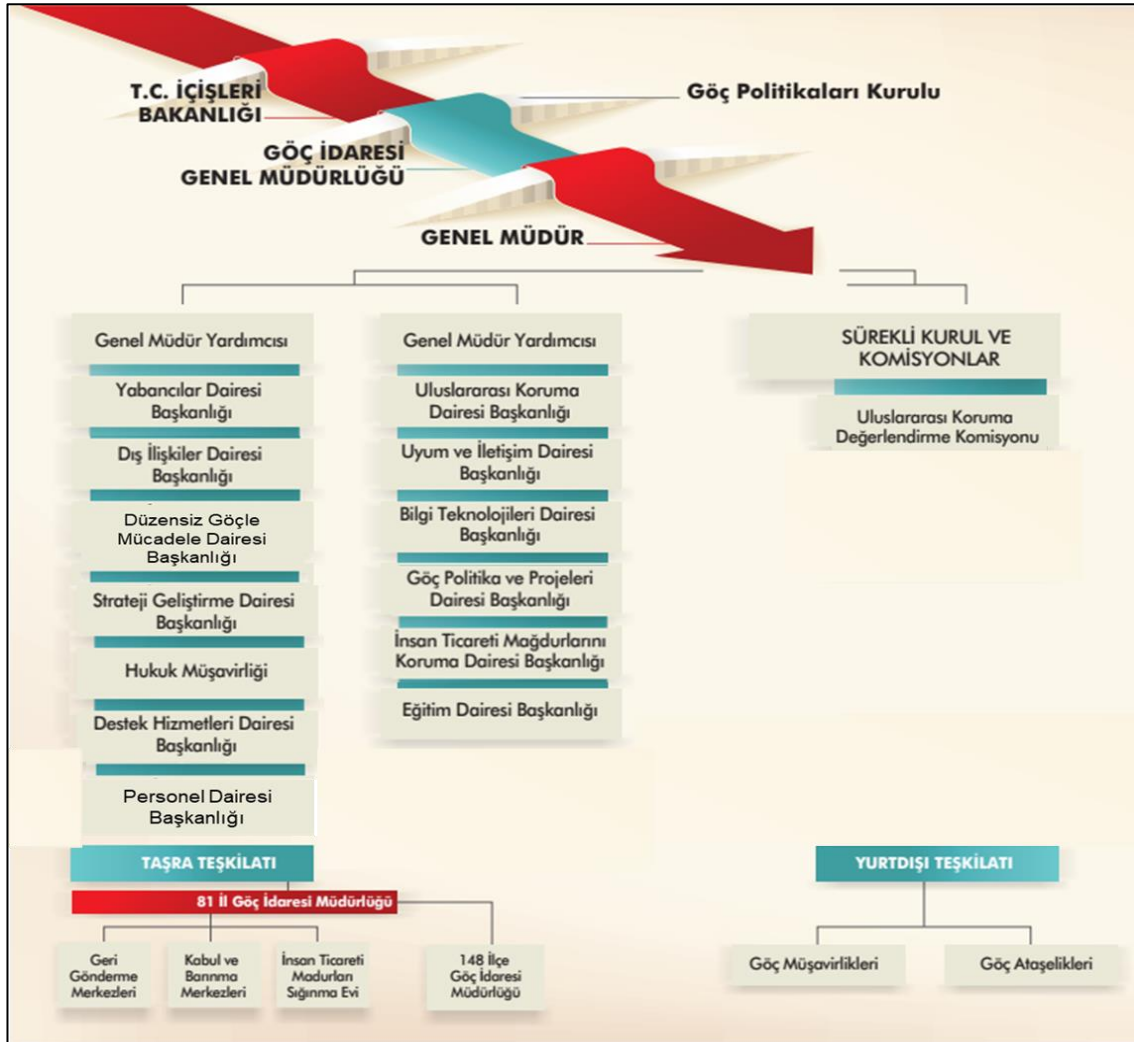 T.C. İÇİŞLERİ
BAKANLIĞI
Göç Politikaları Kurulu
GÖÇ İDARESİ
GENEL MÜDÜRLÜĞÜ
GENEL MÜDÜR
Genel Müdür Yardımcısı
Yabancılar Dairesi
Başkanlığı
Dış İlişkiler Dairesi
Başkanlığı
Düzensiz Göçle
Mücadele Dairesi
Başkanlığı
Strateji Geliştirme Dairesi
Başkanlığı
Hukuk Müşavirliği
Destek Hizmetleri Dairesi
Başkanlığı
Personel Dairesi
Başkanlığı
Genel Müdür Yardımcısı
Uluslararası Koruma
Dairesi Başkanlığı
Uyum ve İletişim Dairesi
Başkanlığı
Bilgi Teknolojileri Dairesi
Başkanlığı
Göç Politika ve Projeleri
Dairesi Başkanlığı
İnsan Ticareti Mağdurlarını
Koruma Dairesi Başkanlığı
Eğitim Dairesi Başkanlığı
SÜREKLİ KURUL VE
KOMİSYONLAR
Uluslararası Koruma
Değerlendirme Komisyonu
TAŞRA TEŞKİLATI
81 İl Göç İdaresi Müdürlüğü
Geri
Gönderme
Merkezleri
Kabul ve
Barınma
Merkezleri
İnsan Ticareti
Madurları
Sığınma Evi
148 İlçe
Göç İdaresi
Müdürlüğü
YURTDIŞI TEŞKİLATI
Göç Müşavirlikleri
Göç Ataşelikleri